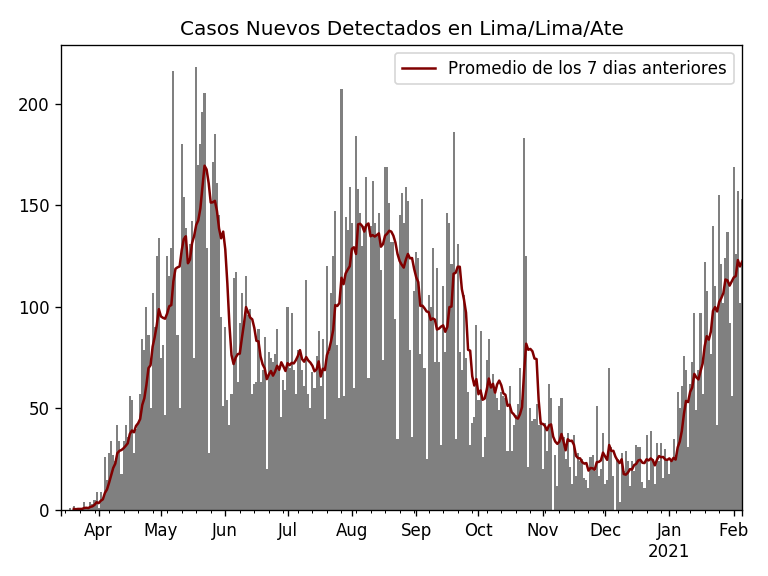 Casos Nuevos Detectados en Lima/Lima/Ate
Promedio de los 7 dias anteriores
200
150
100
50
0
Apr May Jun Jul Aug Sep Oct Nov Dec Jan Feb
2021